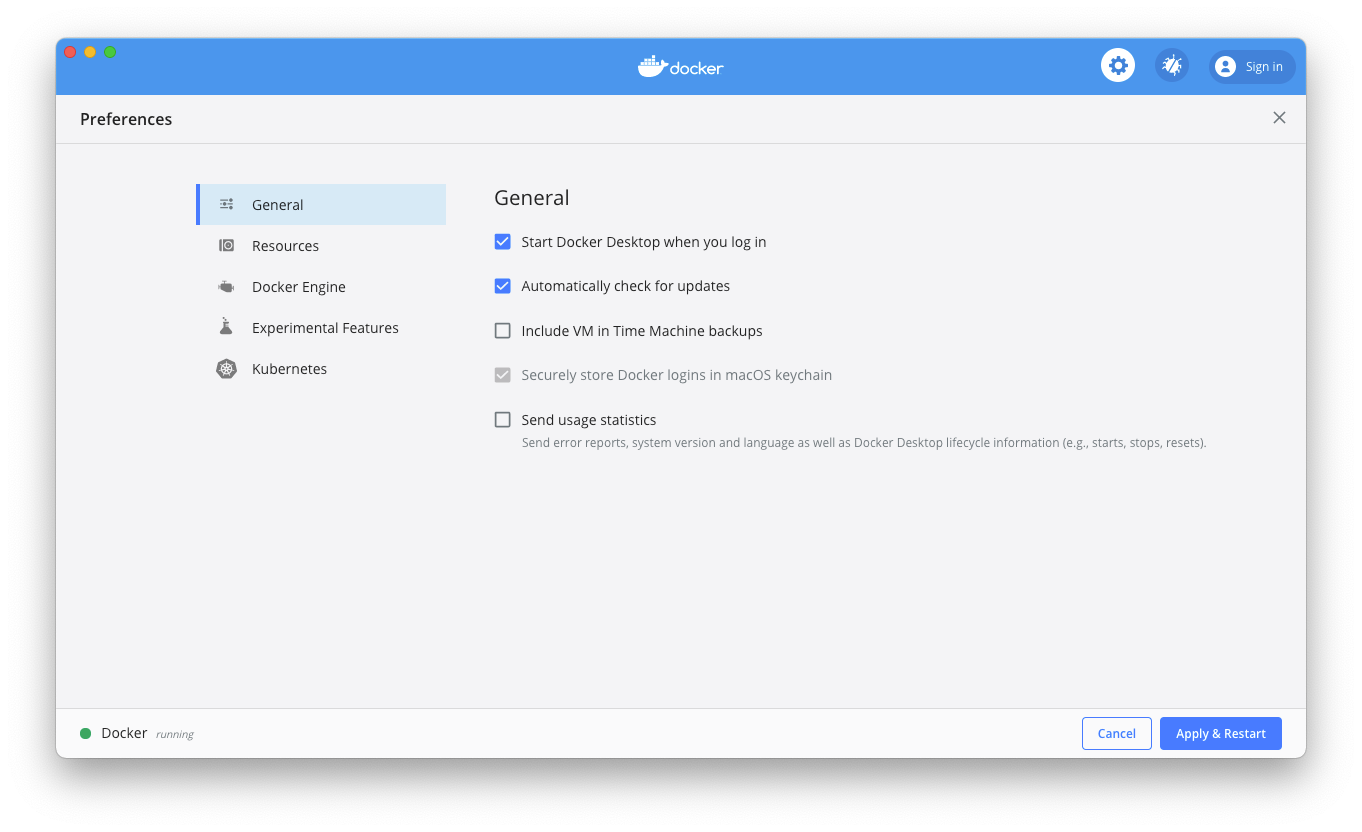 docker
Sign in
Preferences
General
Resources
Docker Engine
Experimental Features
Kubernetes
General
Start Docker Desktop when you log in
Automatically check for updates
Include VM in Time Machine backups
Securely store Docker logins in macOS keychain
Send usage statistics
Send error reports, system version and language as well as Docker Desktop lifecycle information (e.g., starts, stops, resets).
Docker running
Cancel
Apply & Restart